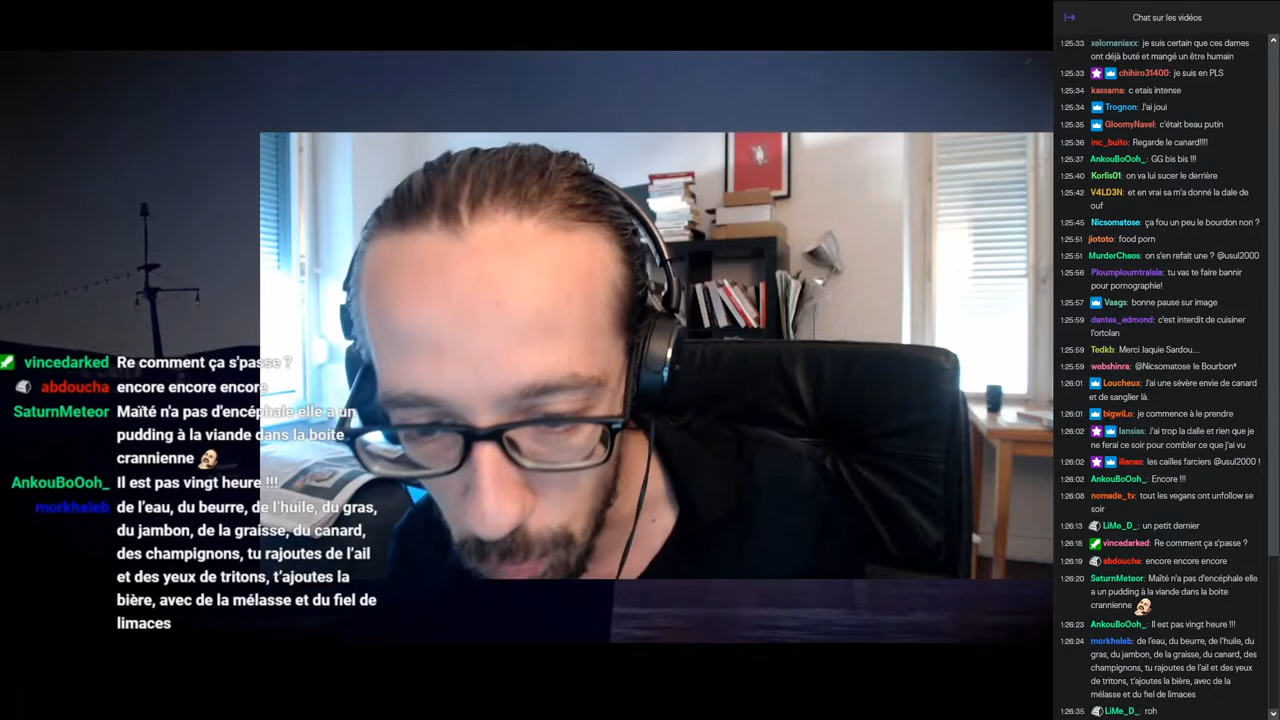 vincedarked Re comment ça s'passe ?
abdoucha encore encore encore
SaturnMeteor Maïté n'a pas d'encéphale elle a un
pudding à la viande dans la boite
crannienne
AnkouBoOoh_ Il est pas vingt heure !!!
morkhaleb de l'eau, du beurre, de l'huile, du gras,
du jambon, de la graisse, du canard,
des champignons, tu rajoutes de l'ail
et des yeux de tritons, t'ajoutes la
bière, avec de la mélasse et du fiel de
limaces
Chat sur les vidéos
1:25:33 xelomaniaxx: je suis certain que ces dames
ont déjà buté et mangé un être humain
1:25:33 chihiro31400: je suis en PLS
1:25:34 kassama: c etais intense
1:25:34 Trognon: J'ai joui
1:25:35 GloomyNavel: c'était beau putin
1:25:36 inc_buito: Regarde le canard!!!!
1:25:37 AnkouBoOoh_: GG bis bis !!!
1:25:40 Korlis01: on va lui sucer le derrière
1:25:42 V4LD3N: et en vrai sa m'a donné la dale de
ouf
1:25:45 Nicsomatose: ça fou un peu le bourdon non ?
1:25:51 jiototo: food porn
1:25:51 MurderChaos: on s'en refait une ? @usul2000
1:25:56 Ploumploumtralala: tu vas te faire bannir
pour pornographie!
1:25:57 Vaags: bonne pause sur image
1:25:59 dantes_edmond: c'est interdit de cuisiner
l'ortolan
1:25:59 Tedkb: Merci Jaquie Sardou....
1:25:59 webshinra: @Nicsomatose le Bourbon*
1:26:01 Loucheux: J'ai une sévère envie de canard
et de sanglier là.
1:26:02 bigwiLo: je commence à le prendre
1:26:02 Iansias: J'ai trop la dalle et rien que je
ne ferai ce soir pour combler ce que j'ai vu
1:26:02 ilianas: les cailles farciers @usul2000 !
1:26:02 AnkouBoOoh_: Encore !!!
1:26:08 nomade_tv: tout les vegans ont unfollow se
soir
1:26:13 LiMe_D_: un petit dernier
1:26:18 vincedarked: Re comment ça s'passe ?
1:26:19 abdoucha: encore encore encore
1:26:20 SaturnMeteor: Maïté n'a pas d'encéphale elle
a un pudding à la viande dans la boite
crannienne
1:26:23 AnkouBoOoh_: Il est pas vingt heure !!!
1:26:24 morkheleb: de l'eau, du beurre, de l'huile, du
gras, du jambon, de la graisse, du canard, des
champignons, tu rajoutes de l'ail et des yeux
de tritons, t'ajoutes la bière, avec de la
mélasse et du fiel de limaces
1:26:35 LiMe_D_: roh